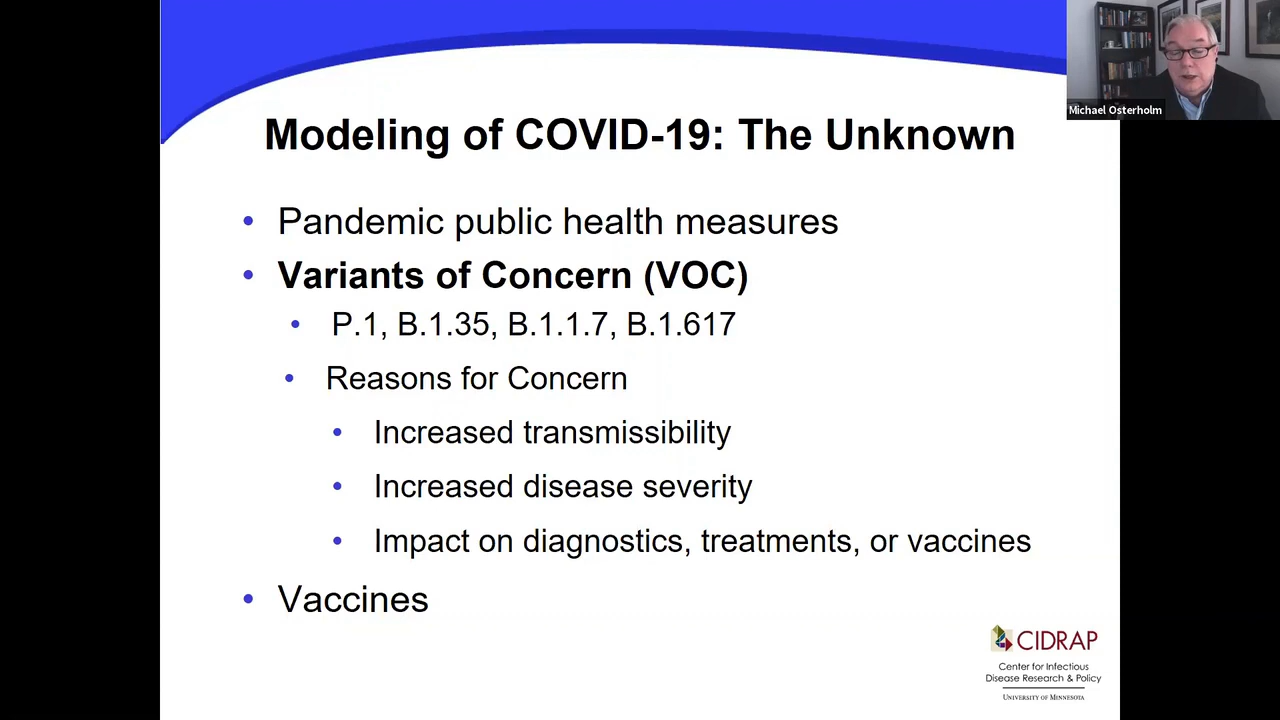 Michael Osterholm
Modeling of COVID-19: The Unknown
• Pandemic public health measures
• Variants of Concern (VOC)
• P.1, B.1.35, B.1.1.7, B.1.617
• Reasons for Concern
• Increased transmissibility
• Increased disease severity
• Impact on diagnostics, treatments, or vaccines
• Vaccines
CIDRAP
Center for Infectious
Disease Research & Policy
UNIVERSITY OF MINNESOTA